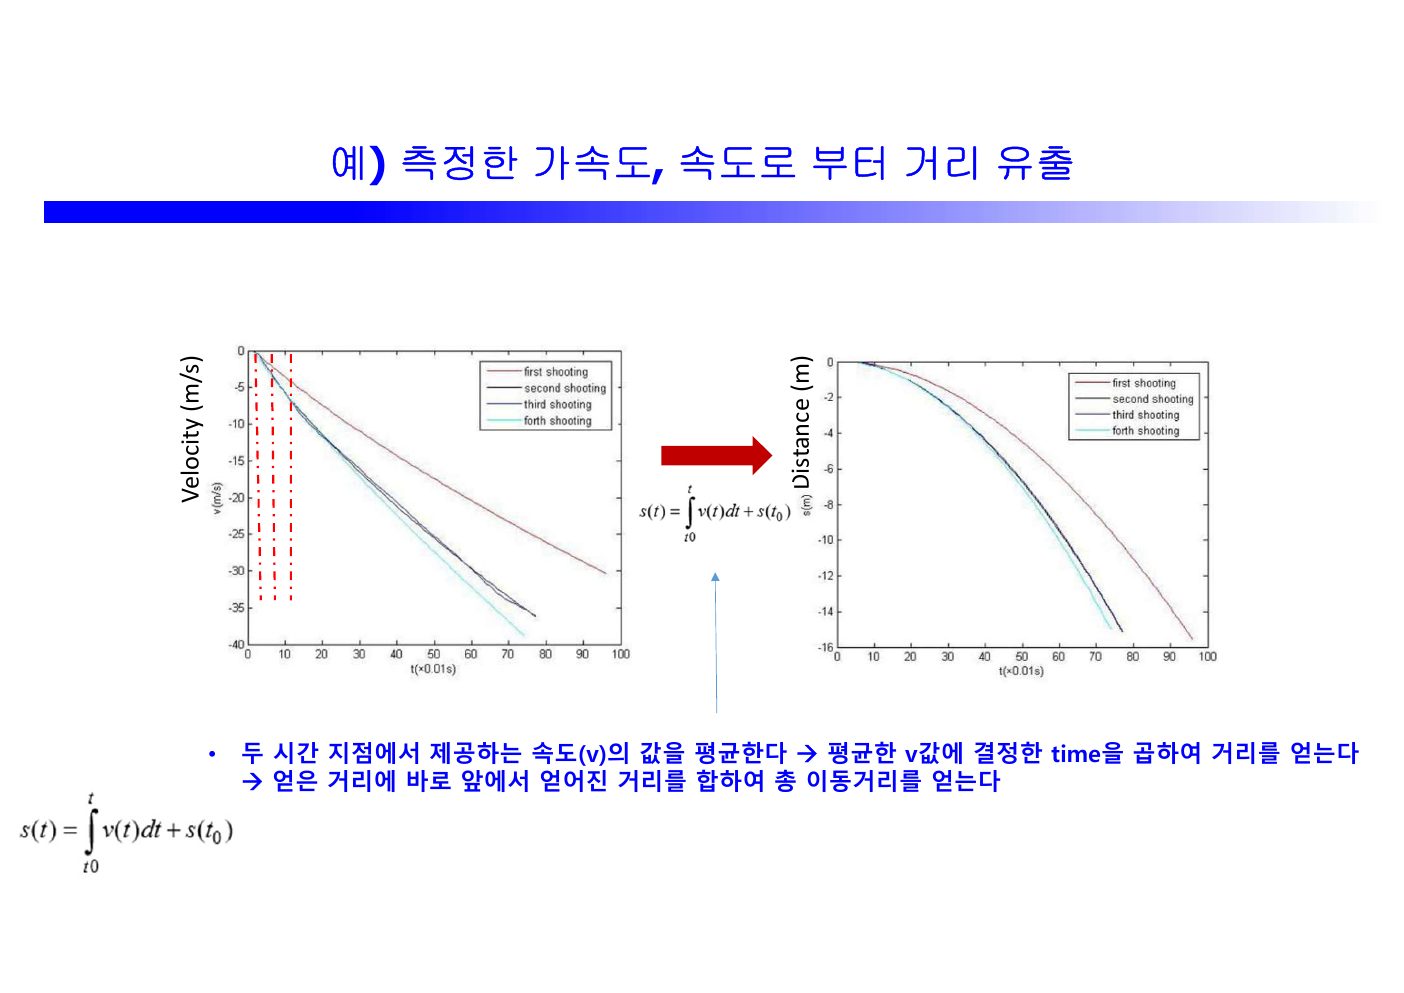 예) 측정한 가속도, 속도로 부터 거리 유출
Velocity (m/s)
v(m/s)
0
-5
-10
-15
-20
-25
-30
-35
-40
0 10 20 30 40 50 60 70 80 90 100
t(×0.01s)
first shooting
second shooting
third shooting
forth shooting
s(t) = ∫_{t0}^{t} v(t)dt + s(t₀)
Distance (m)
s(m)
0
-2
-4
-6
-8
-10
-12
-14
-16
0 10 20 30 40 50 60 70 80 90 100
t(×0.01s)
first shooting
second shooting
third shooting
forth shooting
• 두 시간 지점에서 제공하는 속도(v)의 값을 평균한다 → 평균한 v값에 결정한 time을 곱하여 거리를 얻는다
→ 얻은 거리에 바로 앞에서 얻어진 거리를 합하여 총 이동거리를 얻는다
s(t) = ∫_{t0}^{t} v(t)dt + s(t₀)